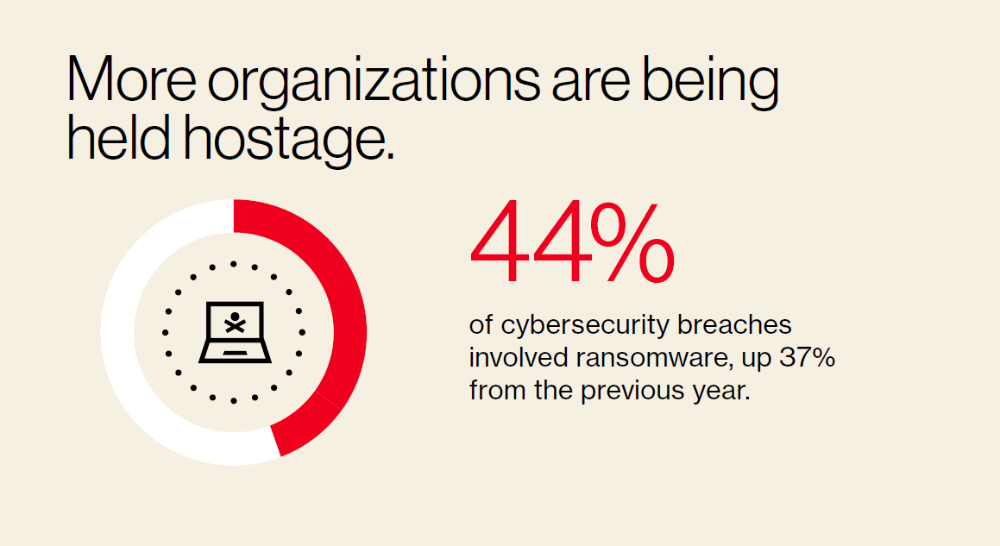 More organizations are being
held hostage.
44%
of cybersecurity breaches
involved ransomware, up 37%
from the previous year.